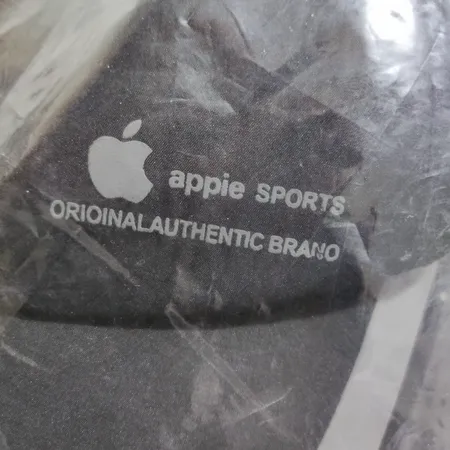 appie SPORTS
ORIOINALAUTHENTIC BRANO